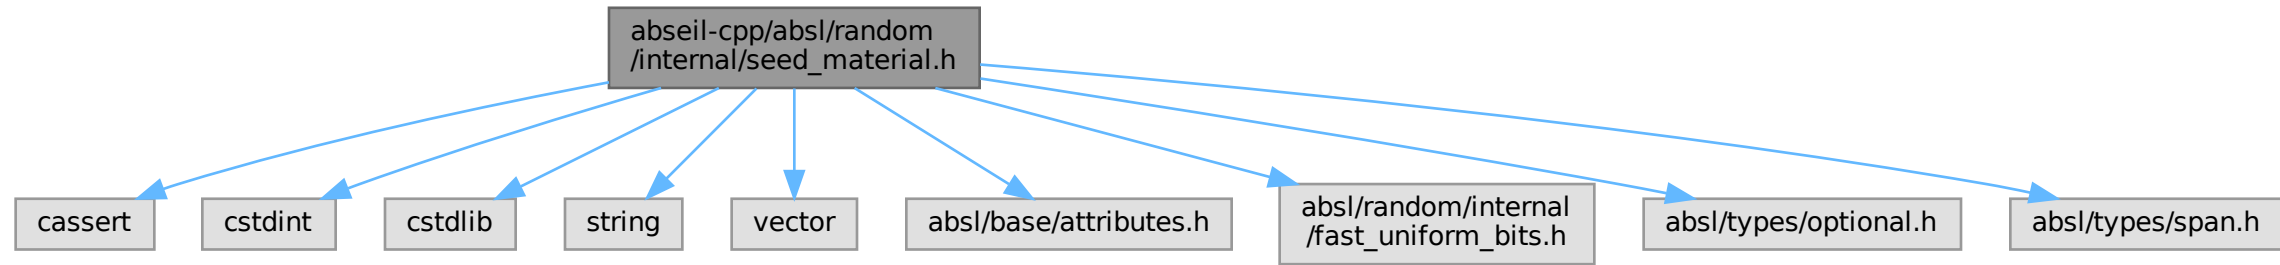 abseil-cpp/absl/random
/internal/seed_material.h
cassert
cstdint
cstdlib
string
vector
absl/base/attributes.h
absl/random/internal
/fast_uniform_bits.h
absl/types/optional.h
absl/types/span.h